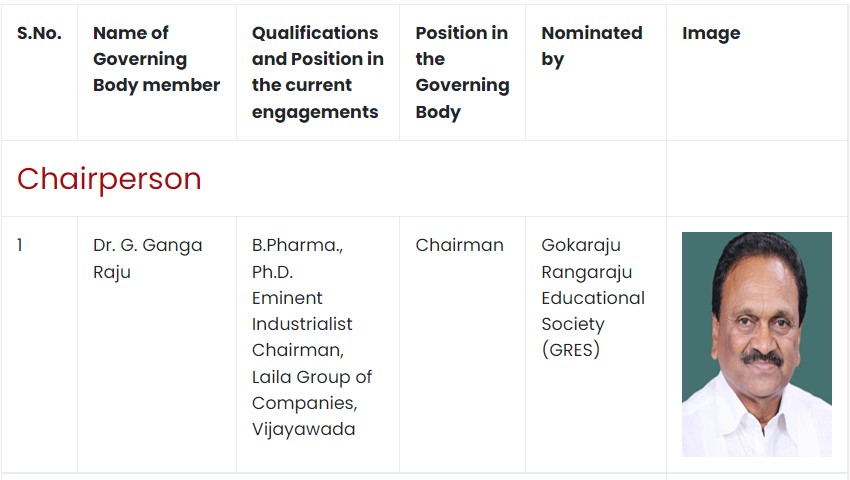 S.No.
Name of
Governing
Body member
Qualifications
and Position in
the current
engagements
Position in
the
Governing
Body
Nominated
by
Image
Chairperson
1
Dr. G. Ganga
Raju
B.Pharma.,
Ph.D.
Eminent
Industrialist
Chairman,
Laila Group of
Companies,
Vijayawada
Chairman
Gokaraju
Rangaraju
Educational
Society
(GRES)